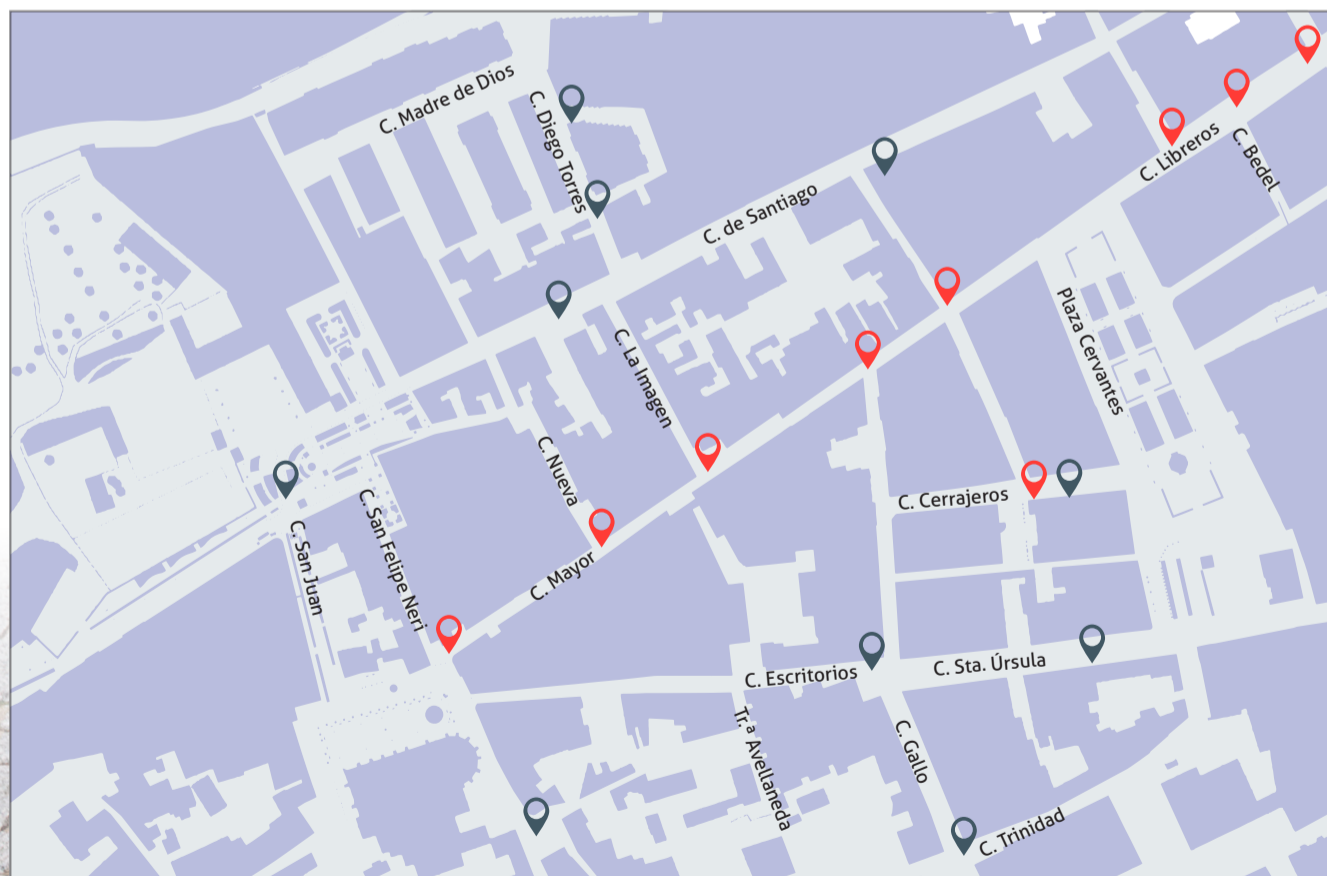 C. Madre de Dios
C. Diego Torres
C. de Santiago
C. Libreros
C. Bedel
Plaza Cervantes
C. La Imagen
C. Nueva
C. Cerrajeros
C. San Juan
C. San Felipe Neri
C. Mayor
C. Escritorios
C. Sta. Úrsula
Tr.ª Avellaneda
C. Gallo
C. Trinidad